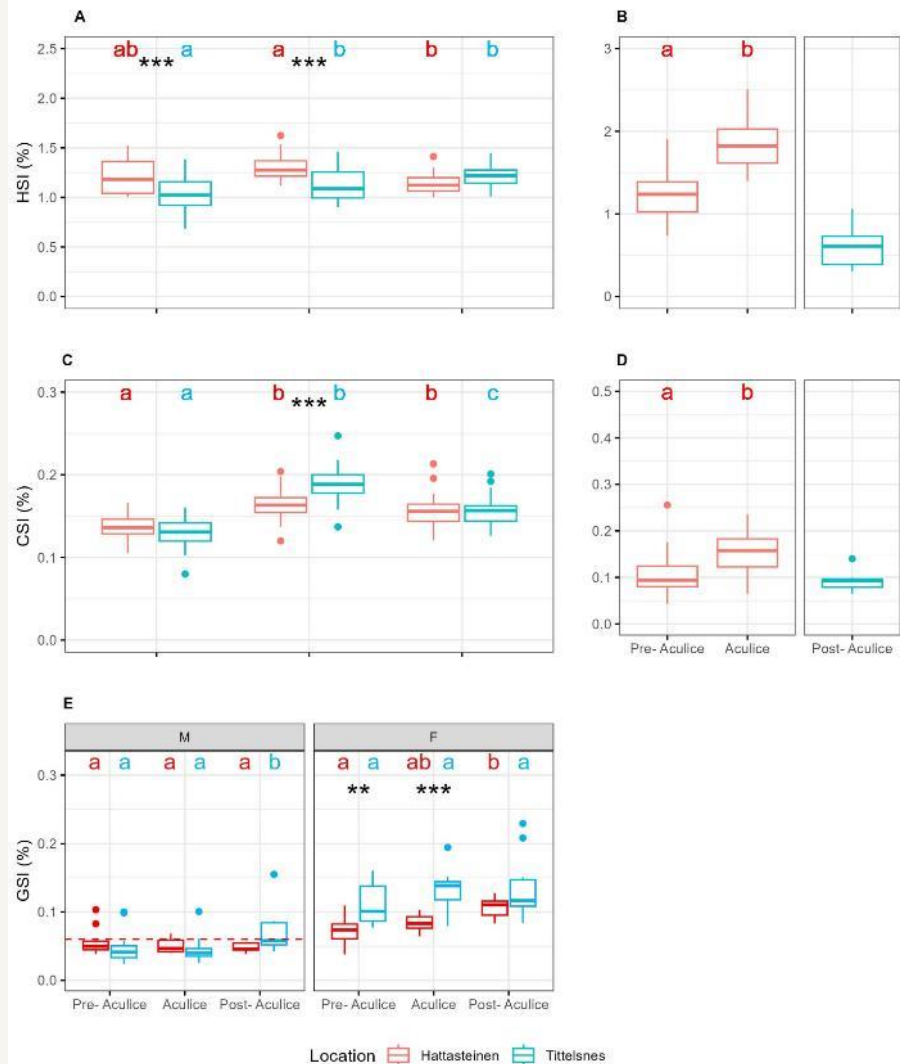 A
B
ab a a b b b
*** ***
a b
2.5
2.0
1.5
1.0
0.5
0.0
HSI (%)
3
2
1
0
C
D
a a b b b c
***
a b
0.3
0.2
0.1
0.0
CSI (%)
0.5
0.4
0.3
0.2
0.1
0.0
Pre- Aculice Aculice Post- Aculice
E
M F
a a a a a b a a ab a b a
** ***
0.3
0.2
0.1
0.0
GSI (%)
Pre- Aculice Aculice Post- Aculice Pre- Aculice Aculice Post- Aculice
Location Hattasteinen Tittelsnes